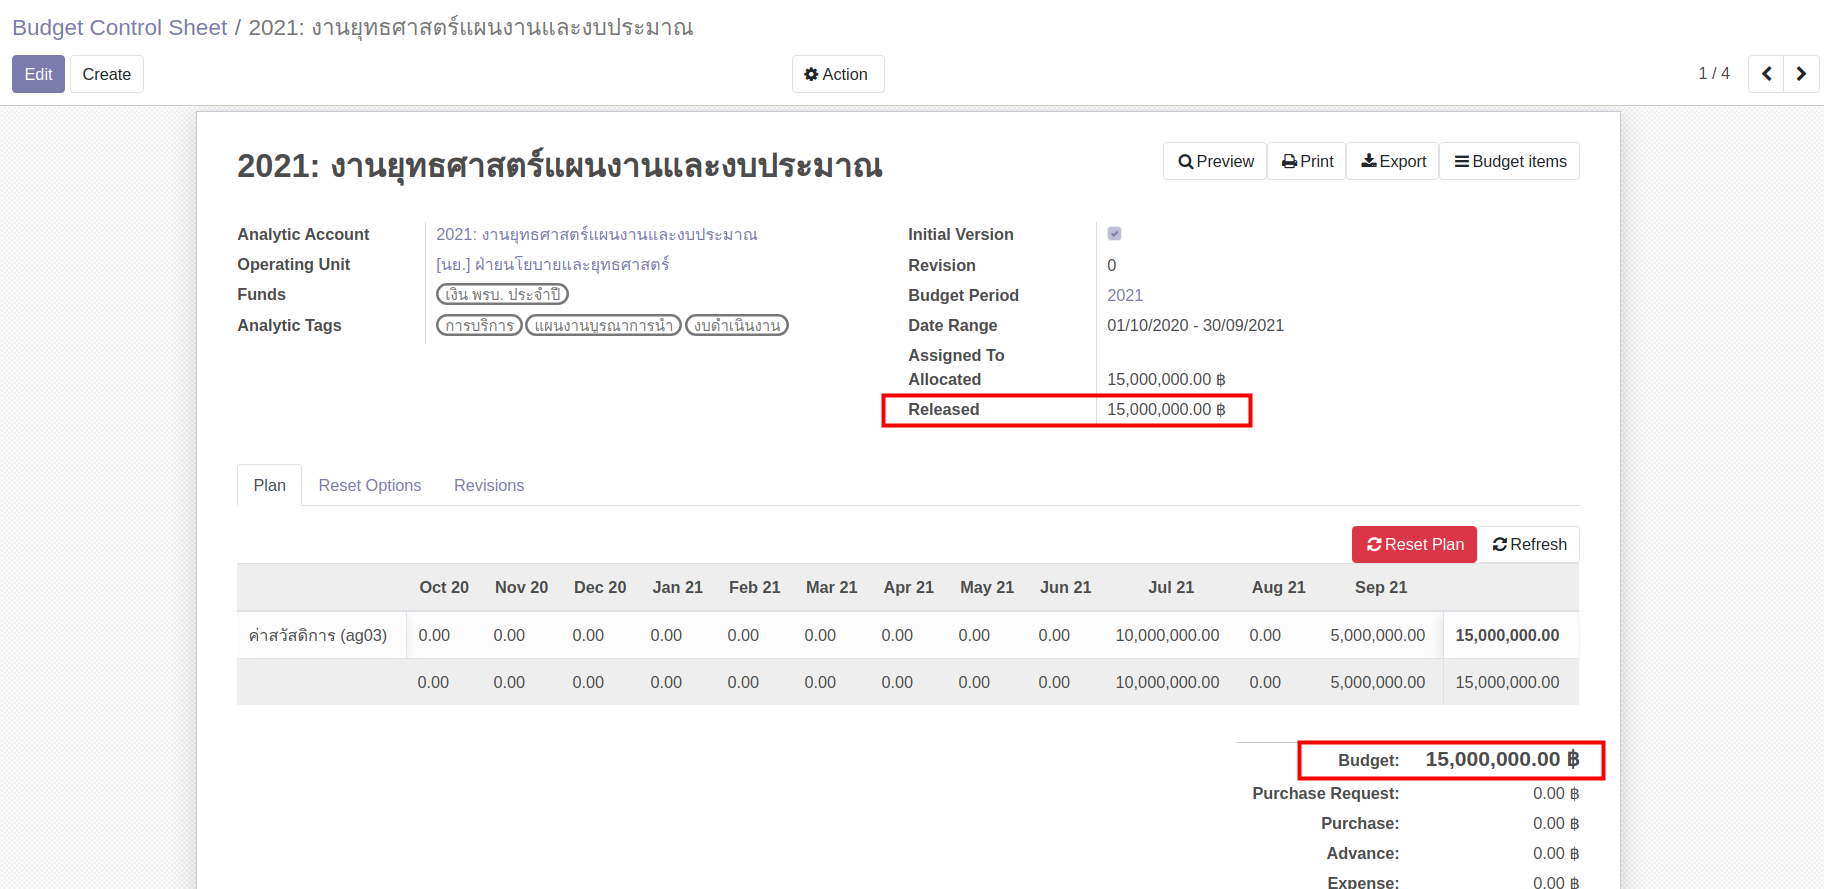 Budget Control Sheet / 2021: งานยุทธศาสตร์แผนงานและงบประมาณ
Edit Create Action 1 / 4
2021: งานยุทธศาสตร์แผนงานและงบประมาณ
Preview Print Export Budget items
Analytic Account 2021: งานยุทธศาสตร์แผนงานและงบประมาณ
Operating Unit [นย.] ฝ่ายนโยบายและยุทธศาสตร์
Funds เงิน พรบ. ประจำปี
Analytic Tags การบริการ แผนงานบูรณาการนำ งบดำเนินงาน
Initial Version
Revision 0
Budget Period 2021
Date Range 01/10/2020 - 30/09/2021
Assigned To
Allocated 15,000,000.00 ฿
Released 15,000,000.00 ฿
Plan Reset Options Revisions
Reset Plan Refresh
Oct 20 Nov 20 Dec 20 Jan 21 Feb 21 Mar 21 Apr 21 May 21 Jun 21 Jul 21 Aug 21 Sep 21
ค่าสวัสดิการ (ag03) 0.00 0.00 0.00 0.00 0.00 0.00 0.00 0.00 0.00 10,000,000.00 0.00 5,000,000.00 15,000,000.00
0.00 0.00 0.00 0.00 0.00 0.00 0.00 0.00 0.00 10,000,000.00 0.00 5,000,000.00 15,000,000.00
Budget: 15,000,000.00 ฿
Purchase Request: 0.00 ฿
Purchase: 0.00 ฿
Advance: 0.00 ฿
Expense: 0.00 ฿